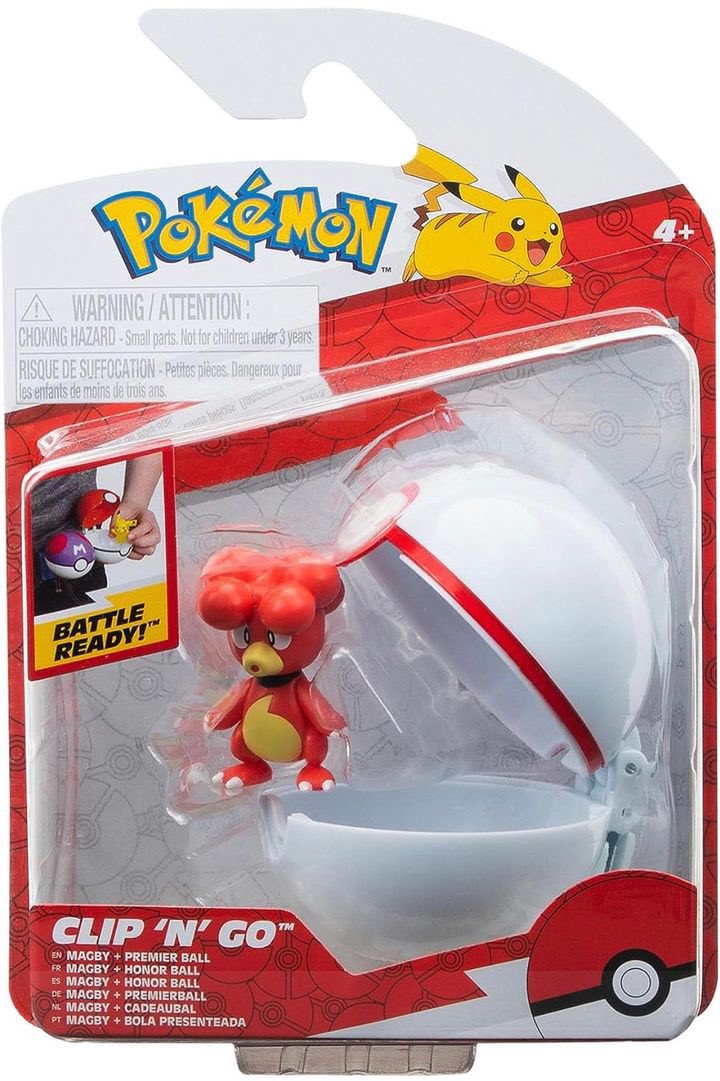 POKéMON™
4+
WARNING / ATTENTION :
CHOKING HAZARD - Small parts. Not for children under 3 years.
RISQUE DE SUFFOCATION - Petites pièces. Dangereux pour
les enfants de moins de trois ans.
M
BATTLE
READY!™
CLIP 'N' GO™
EN MAGBY + PREMIER BALL
FR MAGBY + HONOR BALL
ES MAGBY + HONOR BALL
DE MAGBY + PREMIERBALL
NL MAGBY + CADEAUBAL
PT MAGBY + BOLA PRESENTEADA